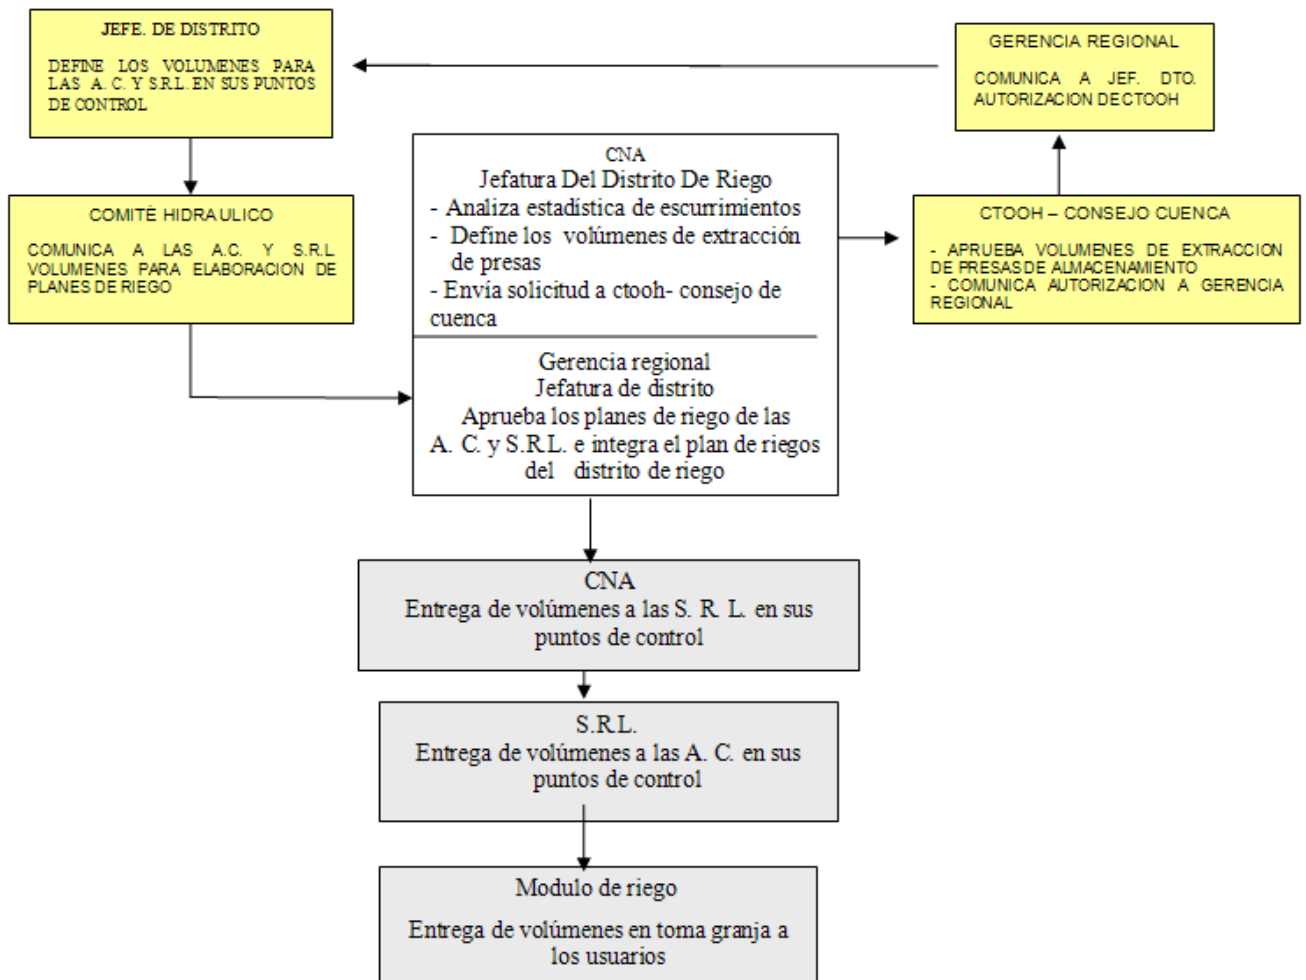 JEFE. DE DISTRITO
DEFINE LOS VOLUMENES PARA
LAS A. C. Y S.R.L. EN SUS PUNTOS
DE CONTROL
GERENCIA REGIONAL
COMUNICA A JEF. DTO.
AUTORIZACION DE CTOOH
COMITÉ HIDRAULICO
COMUNICA A LAS A.C. Y S.R.L
VOLUMENES PARA ELABORACION DE
PLANES DE RIEGO
CNA
Jefatura Del Distrito De Riego
- Analiza estadística de escurrimientos
- Define los volúmenes de extracción
de presas
- Envía solicitud a ctooh- consejo de
cuenca
Gerencia regional
Jefatura de distrito
Aprueba los planes de riego de las
A. C. y S.R.L. e integra el plan de riegos
del distrito de riego
CTOOH – CONSEJO CUENCA
- APRUEBA VOLUMENES DE EXTRACCION
DE PRESAS DE ALMACENAMIENTO
- COMUNICA AUTORIZACION A GERENCIA
REGIONAL
CNA
Entrega de volúmenes a las S. R. L. en sus
puntos de control
S.R.L.
Entrega de volúmenes a las A. C. en sus
puntos de control
Modulo de riego
Entrega de volúmenes en toma granja a
los usuarios